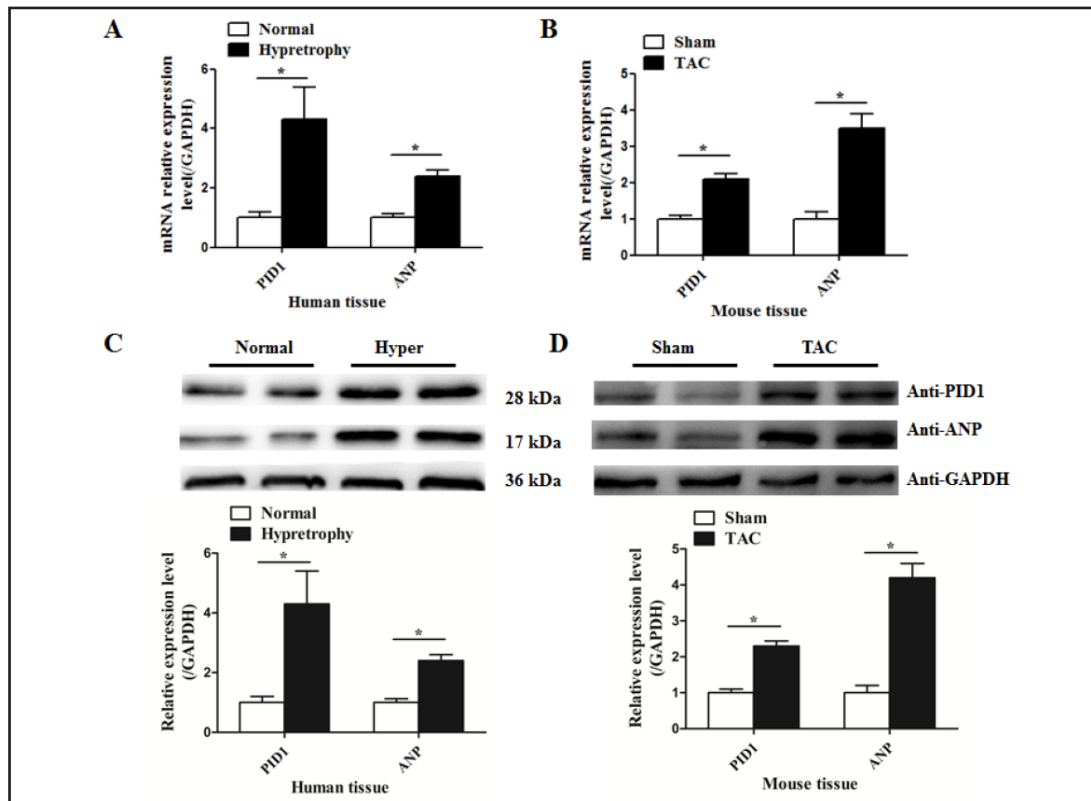 A
Normal
Hypretrophy
mRNA relative expression
level(/GAPDH)
6
4
2
0
*
*
PID1
ANP
Human tissue
B
Sham
TAC
mRNA relative expression
level(/GAPDH)
5
4
3
2
1
0
*
*
PID1
ANP
Mouse tissue
C
Normal
Hyper
28 kDa
17 kDa
36 kDa
Normal
Hypretrophy
Relative expression level
(/GAPDH)
6
4
2
0
*
*
PID1
ANP
Human tissue
D
Sham
TAC
Anti-PID1
Anti-ANP
Anti-GAPDH
Sham
TAC
Relative expression level
(/GAPDH)
5
4
3
2
1
0
*
*
PID1
ANP
Mouse tissue